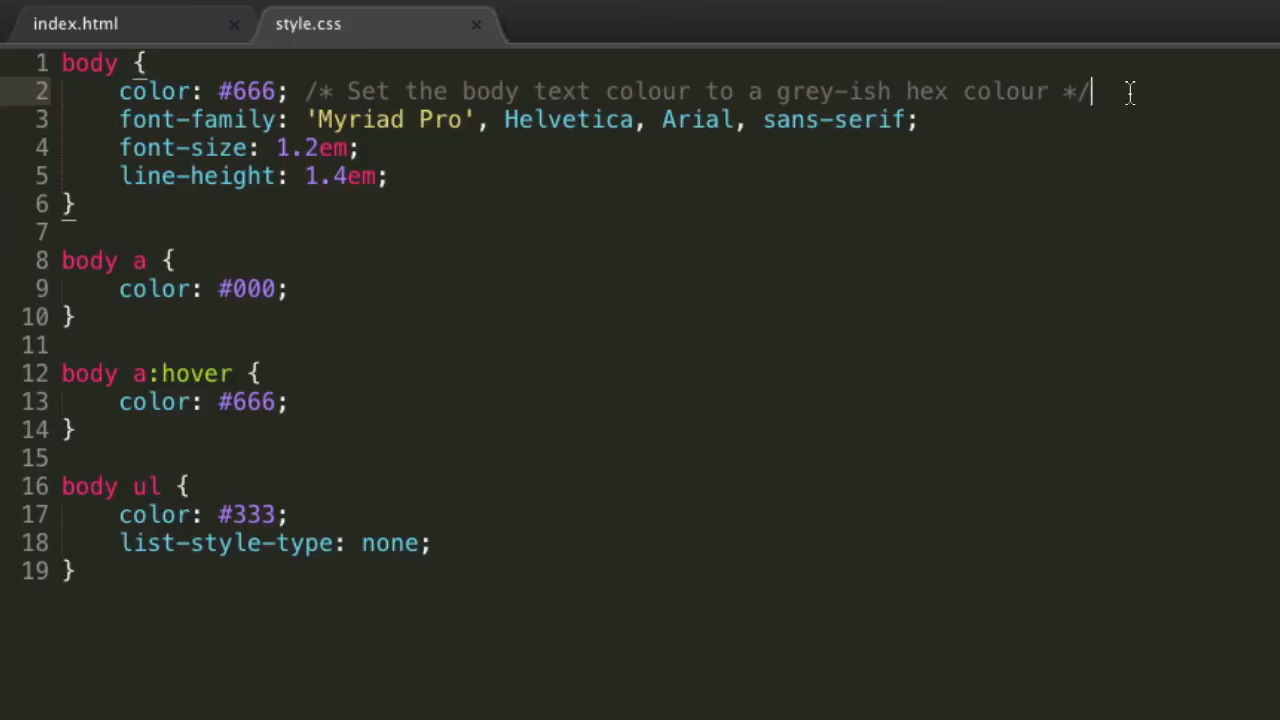 index.html × style.css ×
1 body {
2 color: #666; /* Set the body text colour to a grey-ish hex colour */
3 font-family: 'Myriad Pro', Helvetica, Arial, sans-serif;
4 font-size: 1.2em;
5 line-height: 1.4em;
6 }
7
8 body a {
9 color: #000;
10 }
11
12 body a:hover {
13 color: #666;
14 }
15
16 body ul {
17 color: #333;
18 list-style-type: none;
19 }